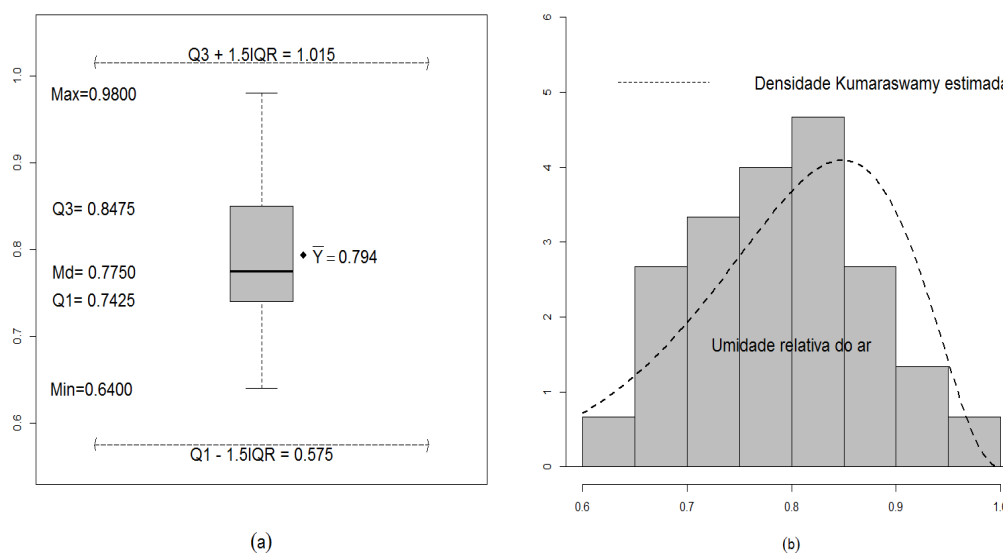 Q3 + 1.5IQR = 1.015
Max=0.9800
Q3= 0.8475
Y = 0.794
Md= 0.7750
Q1= 0.7425
Min=0.6400
Q1 - 1.5IQR = 0.575
0.6
0.7
0.8
0.9
1.0
(a)
Densidade Kumaraswamy estimada
Umidade relativa do ar
0
1
2
3
4
5
6
0.6
0.7
0.8
0.9
1.0
(b)